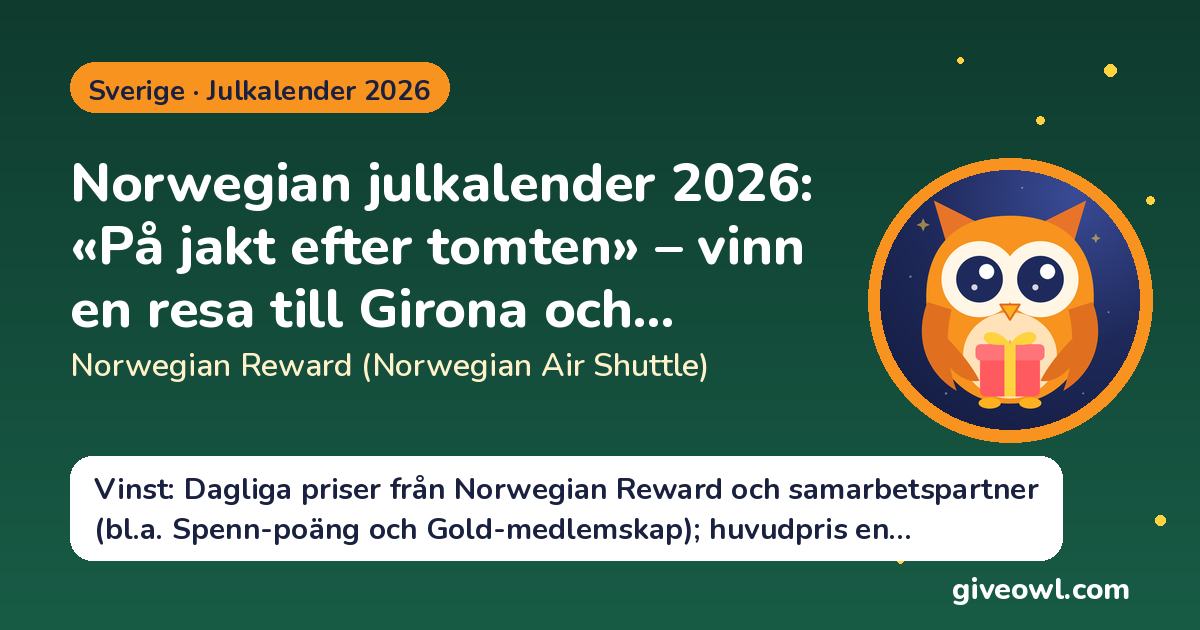 Sverige · Julkalender 2026
Norwegian julkalender 2026:
«På jakt efter tomten» – vinn
en resa till Girona och...
Norwegian Reward (Norwegian Air Shuttle)
Vinst: Dagliga priser från Norwegian Reward och samarbetspartner
(bl.a. Spenn-poäng och Gold-medlemskap); huvudpris en...
giveowl.com